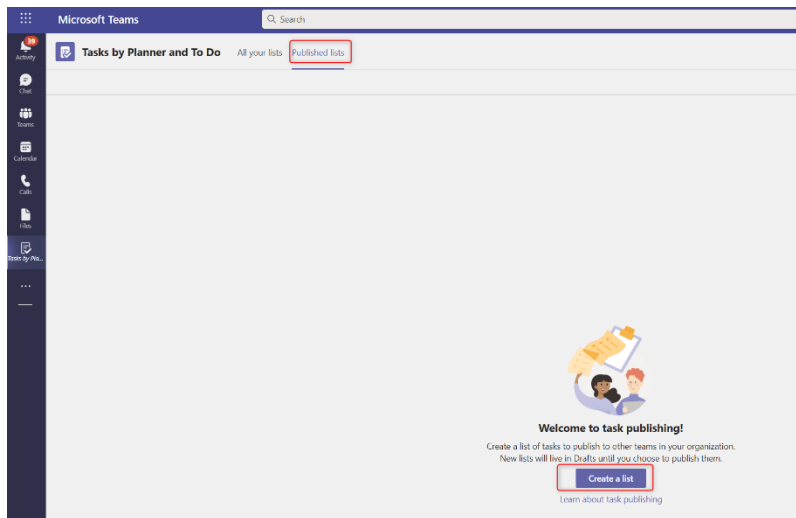 Microsoft Teams
Search
39
Activity
Tasks by Planner and To Do All your lists Published lists
Chat
Teams
Calendar
Calls
Files
Tasks by Pla...
...
Welcome to task publishing!
Create a list of tasks to publish to other teams in your organization.
New lists will live in Drafts until you choose to publish them.
Create a list
Learn about task publishing